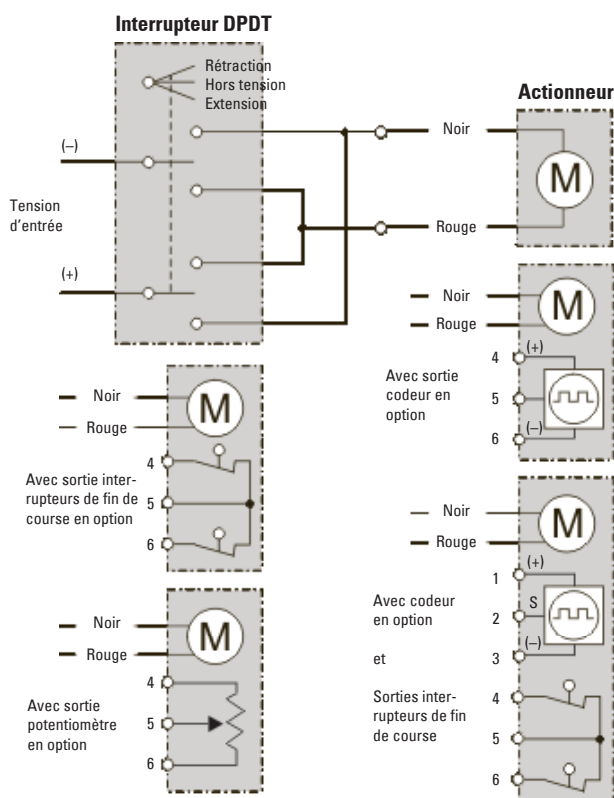 Interrupteur DPDT
Rétraction
Hors tension
Extension
(–)
Tension
d'entrée
(+)
Actionneur
Noir
M
Rouge
Noir
Rouge
M
4
(+)
Avec sortie
codeur en
option
5
6
(–)
Noir
Rouge
M
4
Avec sortie inter-
rupteurs de fin de
course en option
5
6
Noir
Rouge
M
1
(+)
Avec codeur
en option
2
S
et
3
(–)
Sorties inter-
rupteurs de fin
de course
4
5
6
Noir
Rouge
M
4
Avec sortie
potentiomètre
en option
5
6